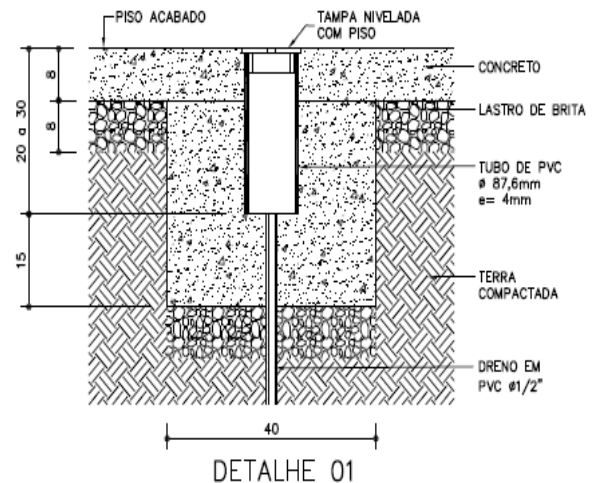 PISO ACABADO
TAMPA NIVELADA
COM PISO
CONCRETO
LASTRO DE BRITA
TUBO DE PVC
ø 87,6mm
e= 4mm
TERRA
COMPACTADA
DRENO EM
PVC ø1/2"
8
8
20 a 30
15
40
DETALHE 01